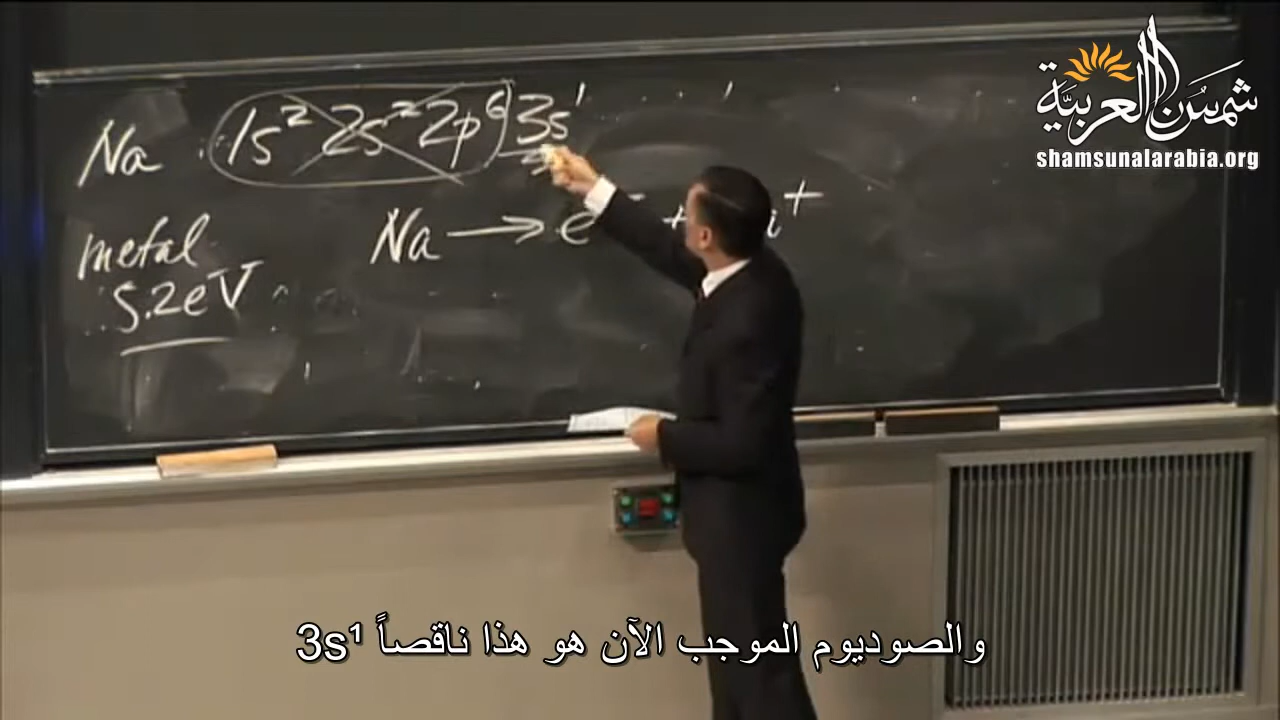 شمسن العربية
shamsunalarabia.org
Na 1s² 2s² 2p⁶ 3s¹
metal
5.2eV
Na → e⁻ + +
والصوديوم الموجب الآن هو هذا ناقصاً 3s¹